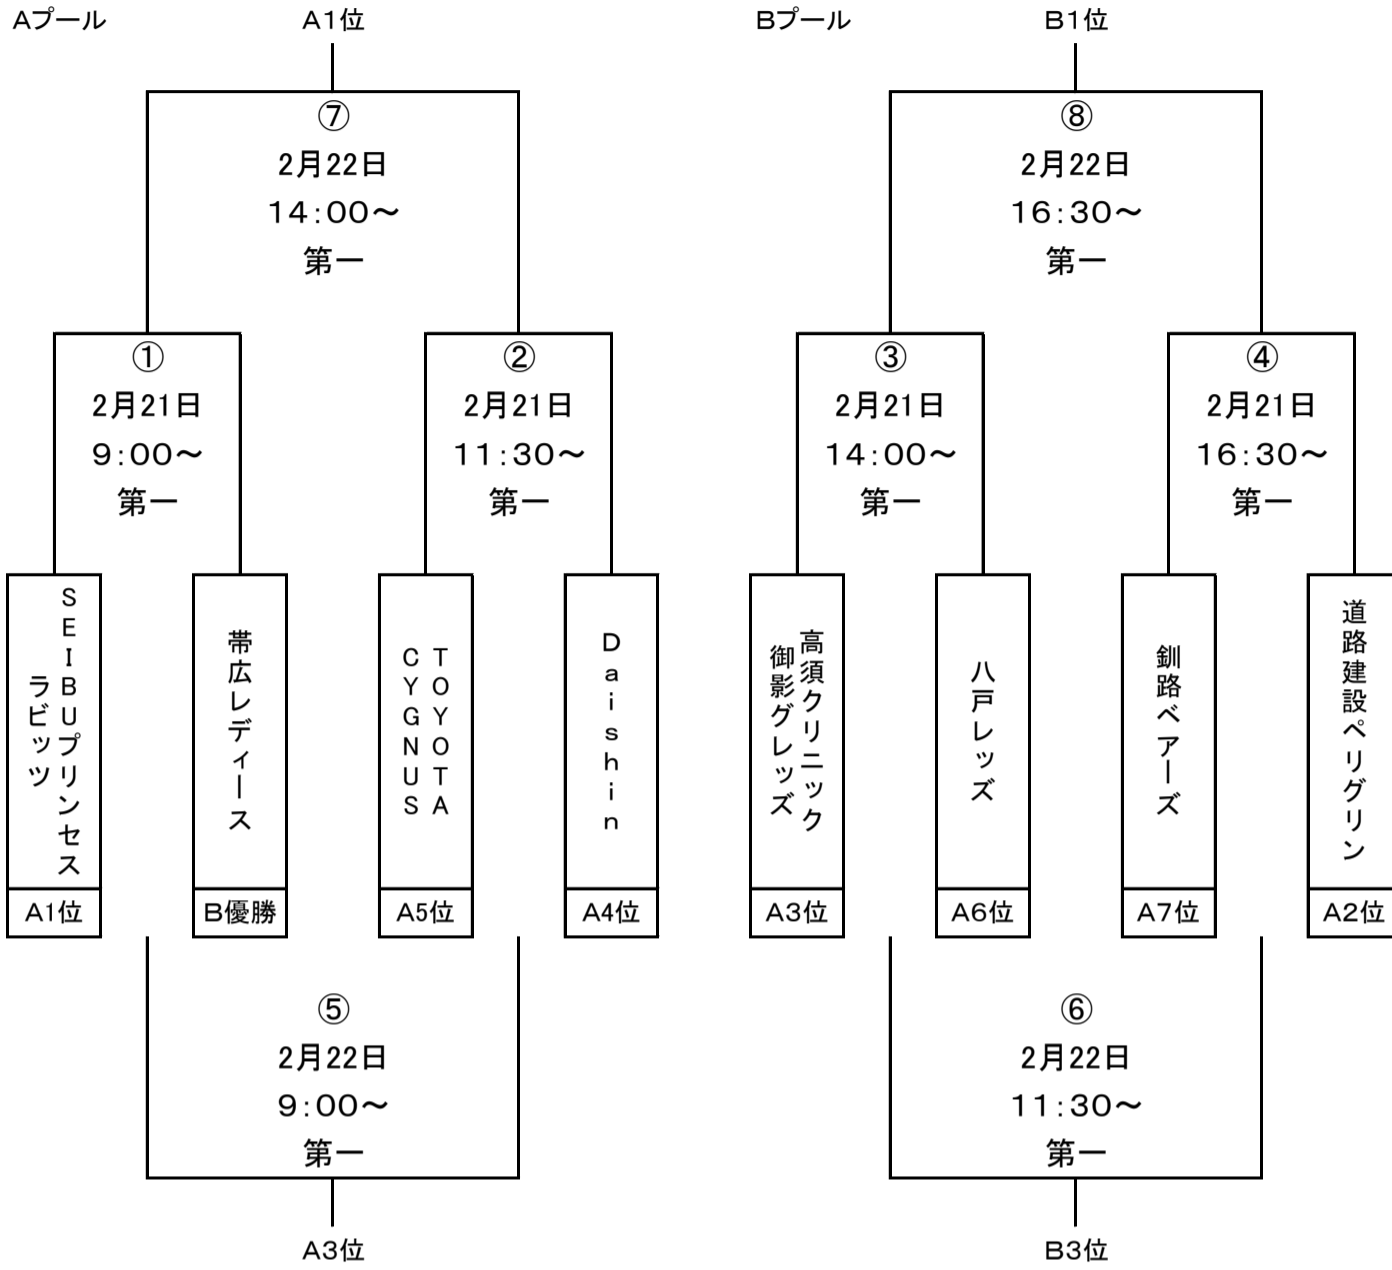 Aプール
A1位
⑦
2月22日
14:00~
第一
①
2月21日
9:00~
第一
②
2月21日
11:30~
第一
SEIBUプリンセス
ラビッツ
A1位
帯広レディース
B優勝
TOYOTA
CYGNUS
A5位
Daishin
A4位
⑤
2月22日
9:00~
第一
A3位
Bプール
B1位
⑧
2月22日
16:30~
第一
③
2月21日
14:00~
第一
④
2月21日
16:30~
第一
高須クリニック
御影グレッズ
A3位
八戸レッズ
A6位
釧路ベアーズ
A7位
道路建設ペリグリン
A2位
⑥
2月22日
11:30~
第一
B3位